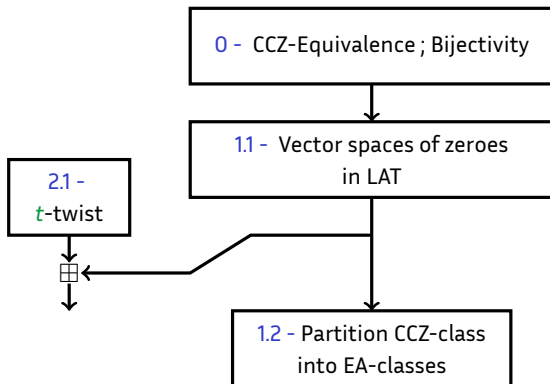 0 - CCZ-Equivalence ; Bijectivity
1.1 - Vector spaces of zeroes
in LAT
2.1 -
t-twist
1.2 - Partition CCZ-class
into EA-classes